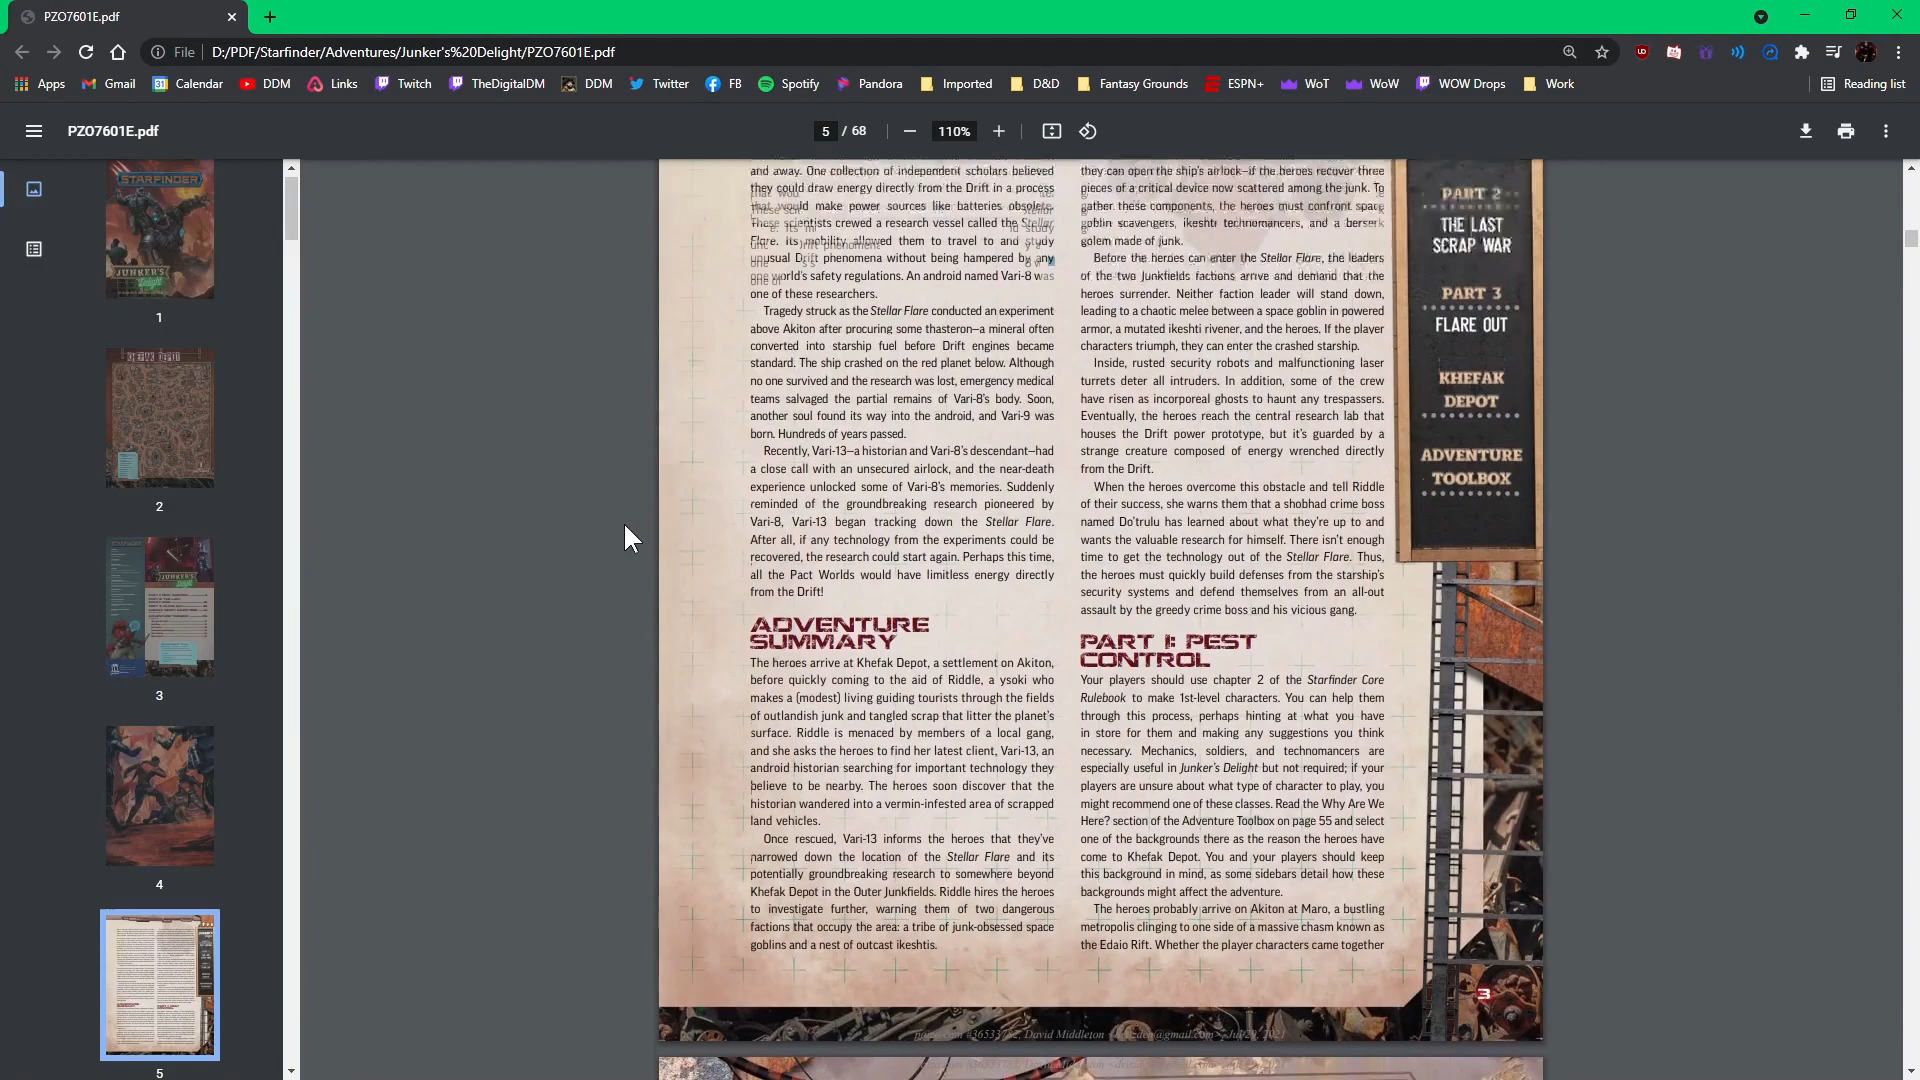 PZO7601E.pdf
File
D:/PDF/Starfinder/Adventures/Junker's%20Delight/PZO7601E.pdf
Apps
Gmail
Calendar
DDM
Links
Twitch
TheDigitalDM
DDM
Twitter
FB
Spotify
Pandora
Imported
D&D
Fantasy Grounds
ESPN+
WoT
WoW
WOW Drops
Work
Reading list
PZO7601E.pdf
5 / 68
110%
STARFINDER
JUNKER'S
Delight
1
2
3
4
5
and away. One collection of independent scholars believed
they could draw energy directly from the Drift in a process
that would make power sources like batteries obsolete.
These scientists crewed a research vessel called the Stellar
Flare. Its mobility allowed them to travel to and study
unusual Drift phenomena without being hampered by any
one world's safety regulations. An android named Vari-8 was
one of these researchers.
Tragedy struck as the Stellar Flare conducted an experiment
above Akiton after procuring some thasteron—a mineral often
converted into starship fuel before Drift engines became
standard. The ship crashed on the red planet below. Although
no one survived and the research was lost, emergency medical
teams salvaged the partial remains of Vari-8's body. Soon,
another soul found its way into the android, and Vari-9 was
born. Hundreds of years passed.
Recently, Vari-13—a historian and Vari-8's descendant—had
a close call with an unsecured airlock, and the near-death
experience unlocked some of Vari-8's memories. Suddenly
reminded of the groundbreaking research pioneered by
Vari-8, Vari-13 began tracking down the Stellar Flare.
After all, if any technology from the experiments could be
recovered, the research could start again. Perhaps this time,
all the Pact Worlds would have limitless energy directly
from the Drift!
ADVENTURE
SUMMARY
The heroes arrive at Khefak Depot, a settlement on Akiton,
before quickly coming to the aid of Riddle, a ysoki who
makes a (modest) living guiding tourists through the fields
of outlandish junk and tangled scrap that litter the planet's
surface. Riddle is menaced by members of a local gang,
and she asks the heroes to find her latest client, Vari-13, an
android historian searching for important technology they
believe to be nearby. The heroes soon discover that the
historian wandered into a vermin-infested area of scrapped
land vehicles.
Once rescued, Vari-13 informs the heroes that they've
narrowed down the location of the Stellar Flare and its
potentially groundbreaking research to somewhere beyond
Khefak Depot in the Outer Junkfields. Riddle hires the heroes
to investigate further, warning them of two dangerous
factions that occupy the area: a tribe of junk-obsessed space
goblins and a nest of outcast ikeshtis.
they can open the ship's airlock—if the heroes recover three
pieces of a critical device now scattered among the junk. To
gather these components, the heroes must confront space
goblin scavengers, ikeshti technomancers, and a berserk
golem made of junk.
Before the heroes can enter the Stellar Flare, the leaders
of the two Junkfields factions arrive and demand that the
heroes surrender. Neither faction leader will stand down,
leading to a chaotic melee between a space goblin in powered
armor, a mutated ikeshti rivener, and the heroes. If the player
characters triumph, they can enter the crashed starship.
Inside, rusted security robots and malfunctioning laser
turrets deter all intruders. In addition, some of the crew
have risen as incorporeal ghosts to haunt any trespassers.
Eventually, the heroes reach the central research lab that
houses the Drift power prototype, but it's guarded by a
strange creature composed of energy wrenched directly
from the Drift.
When the heroes overcome this obstacle and tell Riddle
of their success, she warns them that a shobhad crime boss
named Do'trulu has learned about what they're up to and
wants the valuable research for himself. There isn't enough
time to get the technology out of the Stellar Flare. Thus,
the heroes must quickly build defenses from the starship's
security systems and defend themselves from an all-out
assault by the greedy crime boss and his vicious gang.
PART 1: PEST
CONTROL
Your players should use chapter 2 of the Starfinder Core
Rulebook to make 1st-level characters. You can help them
through this process, perhaps hinting at what you have
in store for them and making any suggestions you think
necessary. Mechanics, soldiers, and technomancers are
especially useful in Junker's Delight but not required; if your
players are unsure about what type of character to play, you
might recommend one of these classes. Read the Why Are We
Here? section of the Adventure Toolbox on page 55 and select
one of the backgrounds there as the reason the heroes have
come to Khefak Depot. You and your players should keep
this background in mind, as some sidebars detail how these
backgrounds might affect the adventure.
The heroes probably arrive on Akiton at Maro, a bustling
metropolis clinging to one side of a massive chasm known as
the Edaio Rift. Whether the player characters came together
PART 2
THE LAST
SCRAP WAR
PART 3
FLARE OUT
KHEFAK
DEPOT
ADVENTURE
TOOLBOX
3